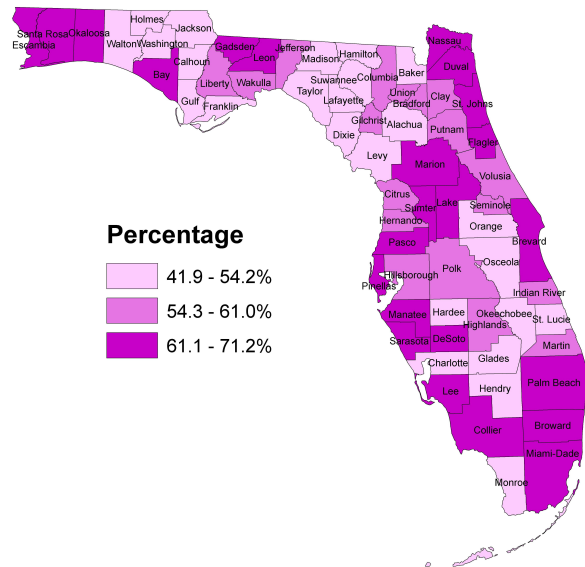 Holmes
Jackson
Santa Rosa
Okaloosa
Escambia
Walton
Washington
Calhoun
Bay
Gulf
Liberty
Franklin
Gadsden
Leon
Wakulla
Jefferson
Madison
Taylor
Hamilton
Suwannee
Lafayette
Dixie
Columbia
Gilchrist
Baker
Union
Bradford
Alachua
Levy
Nassau
Duval
Clay
St. Johns
Putnam
Flagler
Marion
Volusia
Citrus
Sumter
Lake
Seminole
Hernando
Orange
Pasco
Brevard
Osceola
Pinellas
Hillsborough
Polk
Indian River
Manatee
Hardee
Okeechobee
Highlands
St. Lucie
Sarasota
DeSoto
Martin
Charlotte
Glades
Lee
Hendry
Palm Beach
Collier
Broward
Miami-Dade
Monroe
Percentage
41.9 - 54.2%
54.3 - 61.0%
61.1 - 71.2%